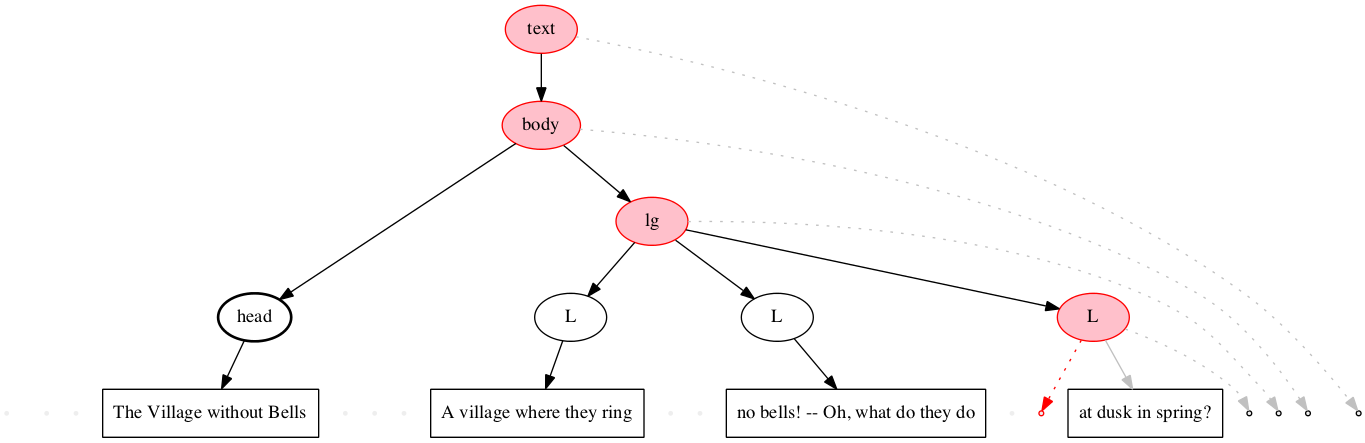 text
body
lg
head
L
L
L
The Village without Bells
A village where they ring
no bells! -- Oh, what do they do
at dusk in spring?